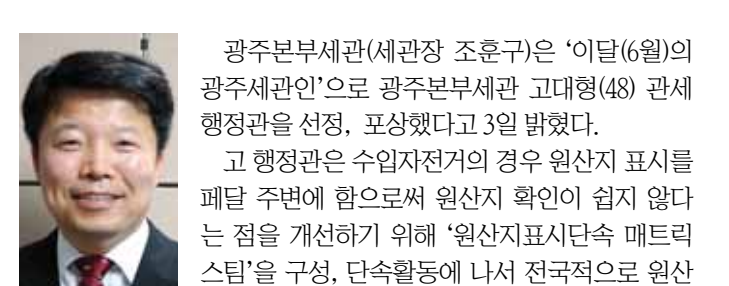 광주본부세관(세관장 조훈구)은 ‘이달(6월)의
광주세관인’으로 광주본부세관 고대형(48) 관세
행정관을 선정, 포상했다고 3일 밝혔다.
고 행정관은 수입자전거의 경우 원산지 표시를
페달 주변에 함으로써 원산지 확인이 쉽지 않다
는 점을 개선하기 위해 ‘원산지표시단속 매트릭
스팀’을 구성, 단속활동에 나서 전국적으로 원산